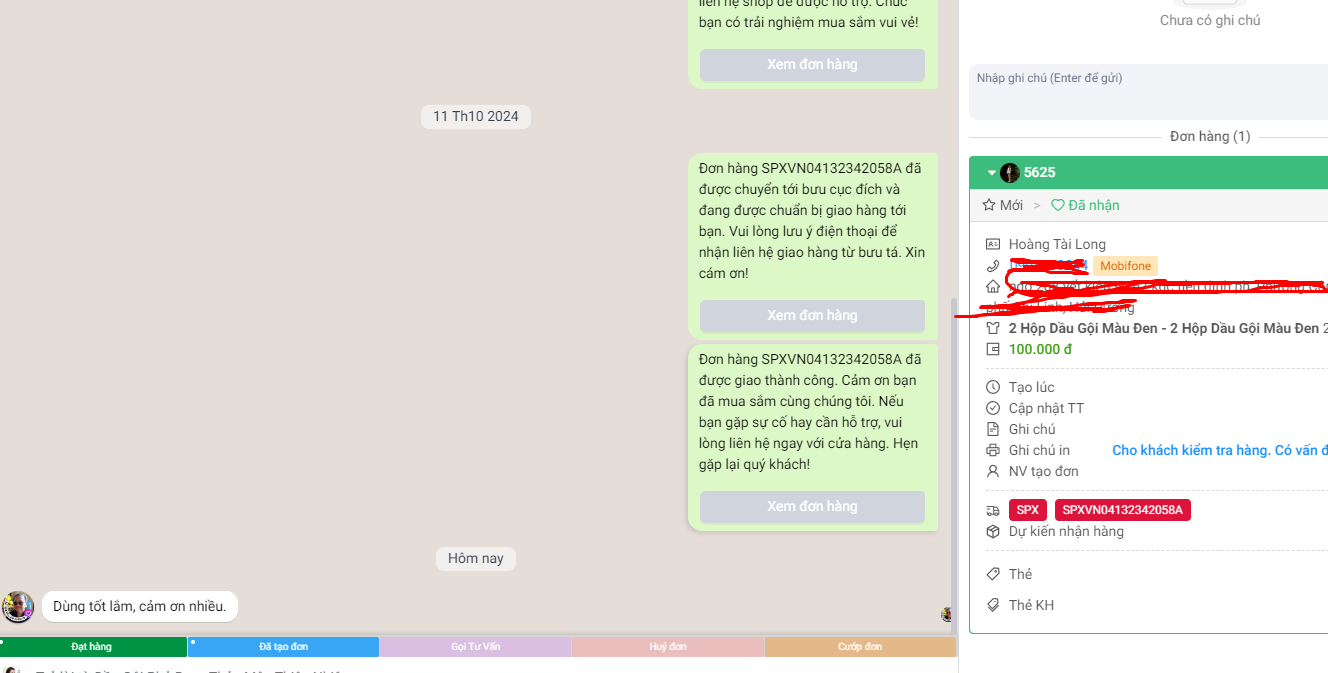 liên hệ shop để được hỗ trợ. Chúc
bạn có trải nghiệm mua sắm vui vẻ!
Xem đơn hàng
11 Th10 2024
Đơn hàng SPXVN04132342058A đã
được chuyển tới bưu cục đích và
đang được chuẩn bị giao hàng tới
bạn. Vui lòng lưu ý điện thoại để
nhận liên hệ giao hàng từ bưu tá. Xin
cám ơn!
Xem đơn hàng
Đơn hàng SPXVN04132342058A đã
được giao thành công. Cảm ơn bạn
đã mua sắm cùng chúng tôi. Nếu
bạn gặp sự cố hay cần hỗ trợ, vui
lòng liên hệ ngay với cửa hàng. Hẹn
gặp lại quý khách!
Xem đơn hàng
Hôm nay
Dùng tốt lắm, cảm ơn nhiều.
Đạt hàng
Đã tạo đơn
Gọi Tư Vấn
Huỷ đơn
Cướp đơn
Chưa có ghi chú
Nhập ghi chú (Enter để gửi)
Đơn hàng (1)
5625
Mới > Đã nhận
Hoàng Tài Long
Mobifone
2 Hộp Dầu Gội Màu Đen - 2 Hộp Dầu Gội Màu Đen 2
100.000 đ
Tạo lúc
Cập nhật TT
Ghi chú
Ghi chú in Cho khách kiểm tra hàng. Có vấn
NV tạo đơn
SPX SPXVN04132342058A
Dự kiến nhận hàng
Thẻ
Thẻ KH